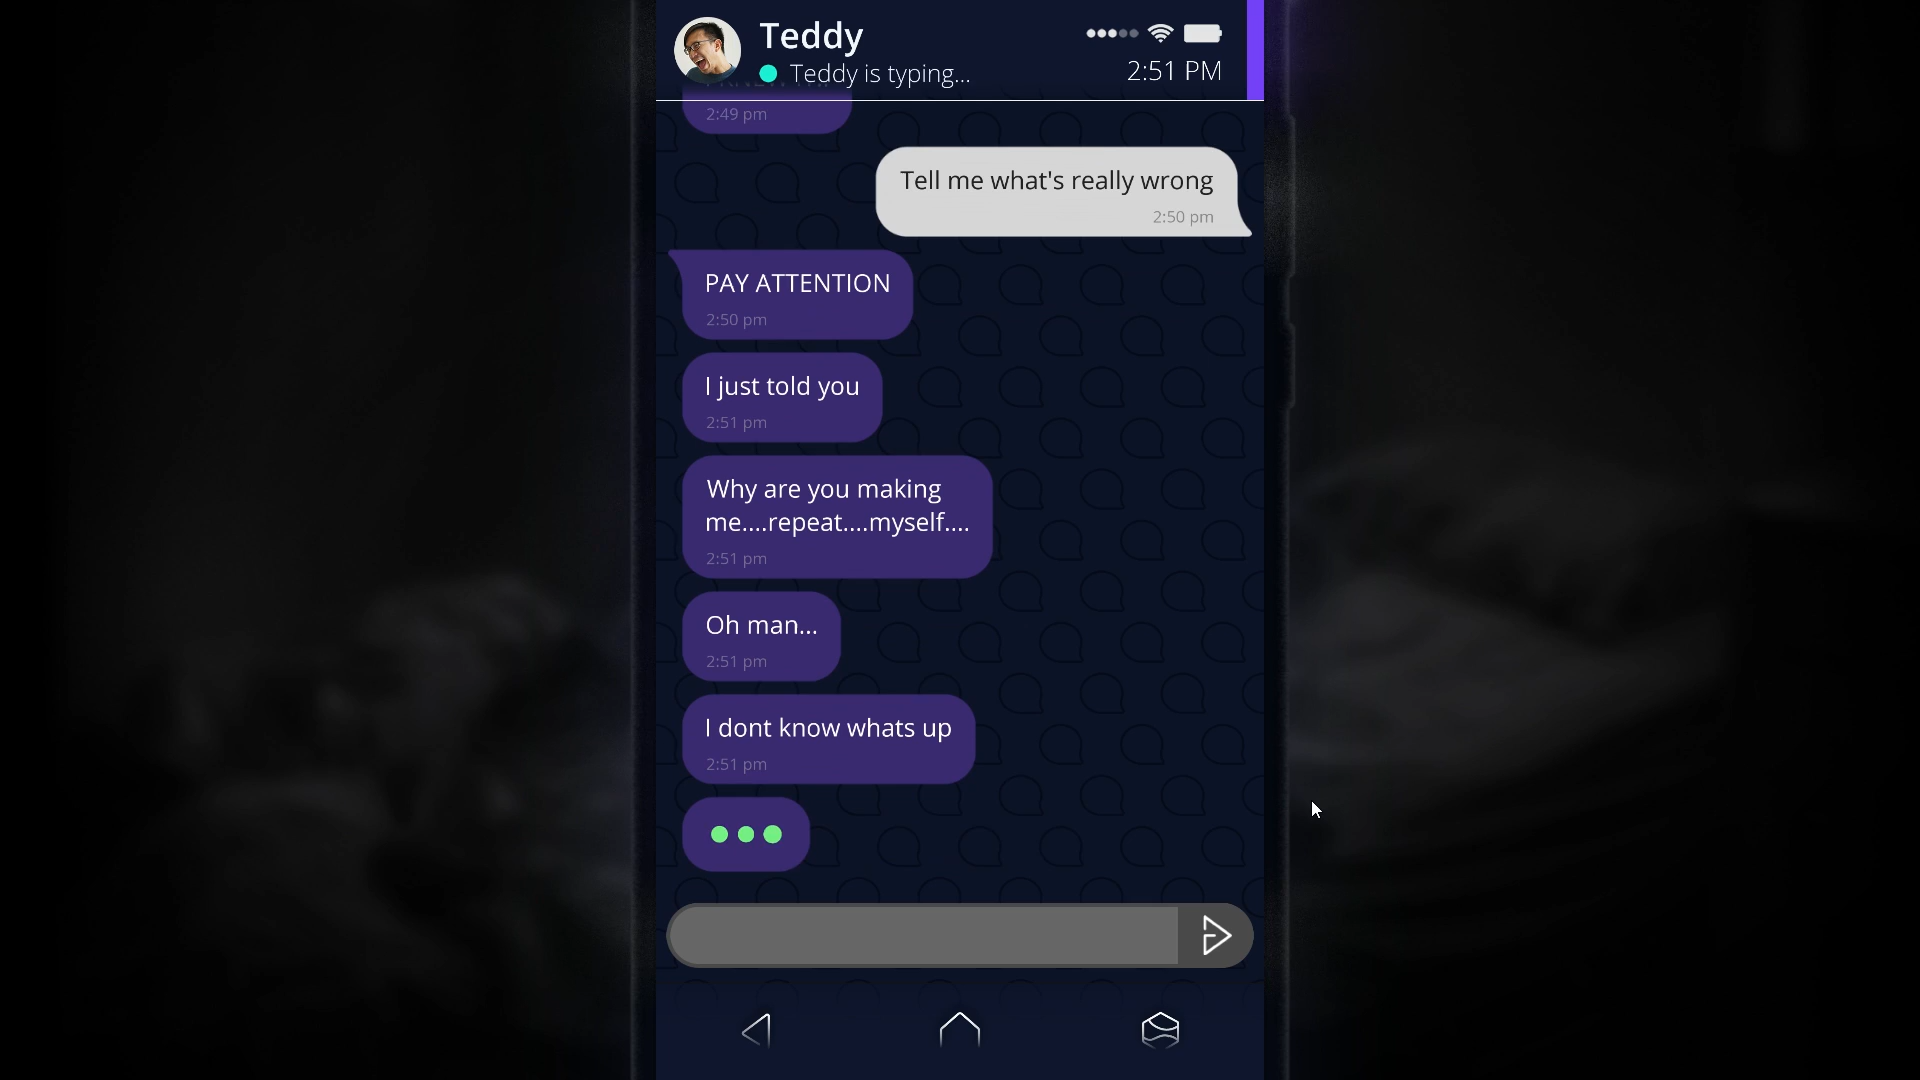 Teddy
Teddy is typing...
2:51 PM
2:49 pm
Tell me what's really wrong
2:50 pm
PAY ATTENTION
2:50 pm
I just told you
2:51 pm
Why are you making
me....repeat....myself....
2:51 pm
Oh man...
2:51 pm
I dont know whats up
2:51 pm